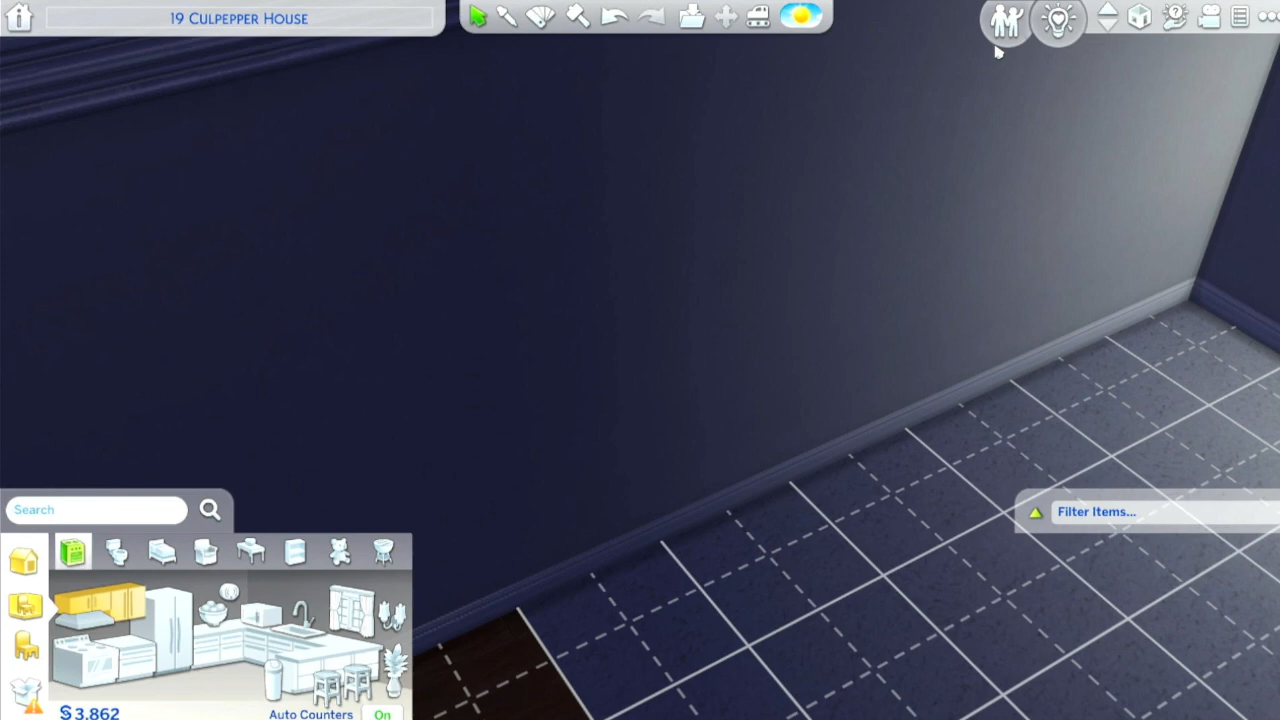 19 Culpepper House
Search
Filter Items...
§3,862
Auto Counters On